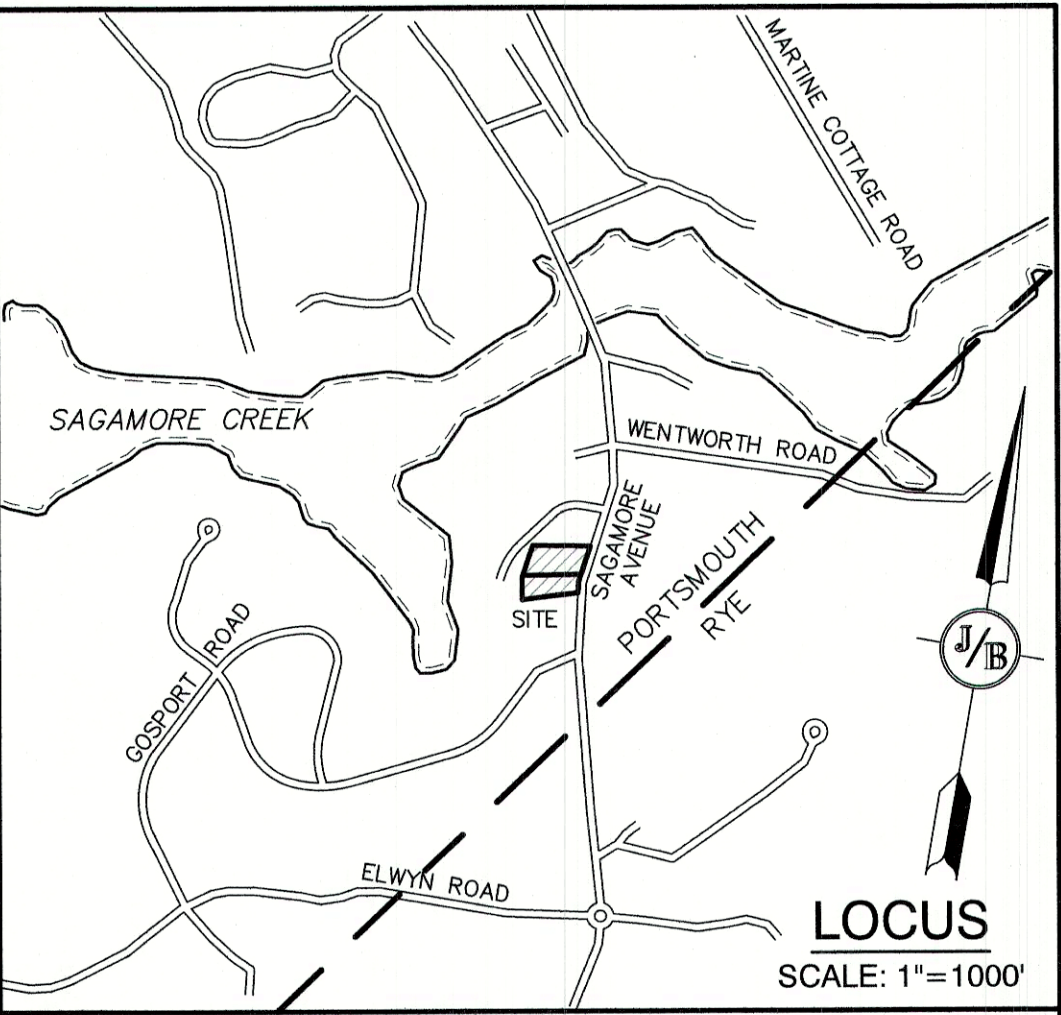 MARTINE COTTAGE ROAD
SAGAMORE CREEK
WENTWORTH ROAD
SAGAMORE
AVENUE
SITE
PORTSMOUTH
RYE
J/B
GOSPORT ROAD
ELWYN ROAD
LOCUS
SCALE: 1"=1000'